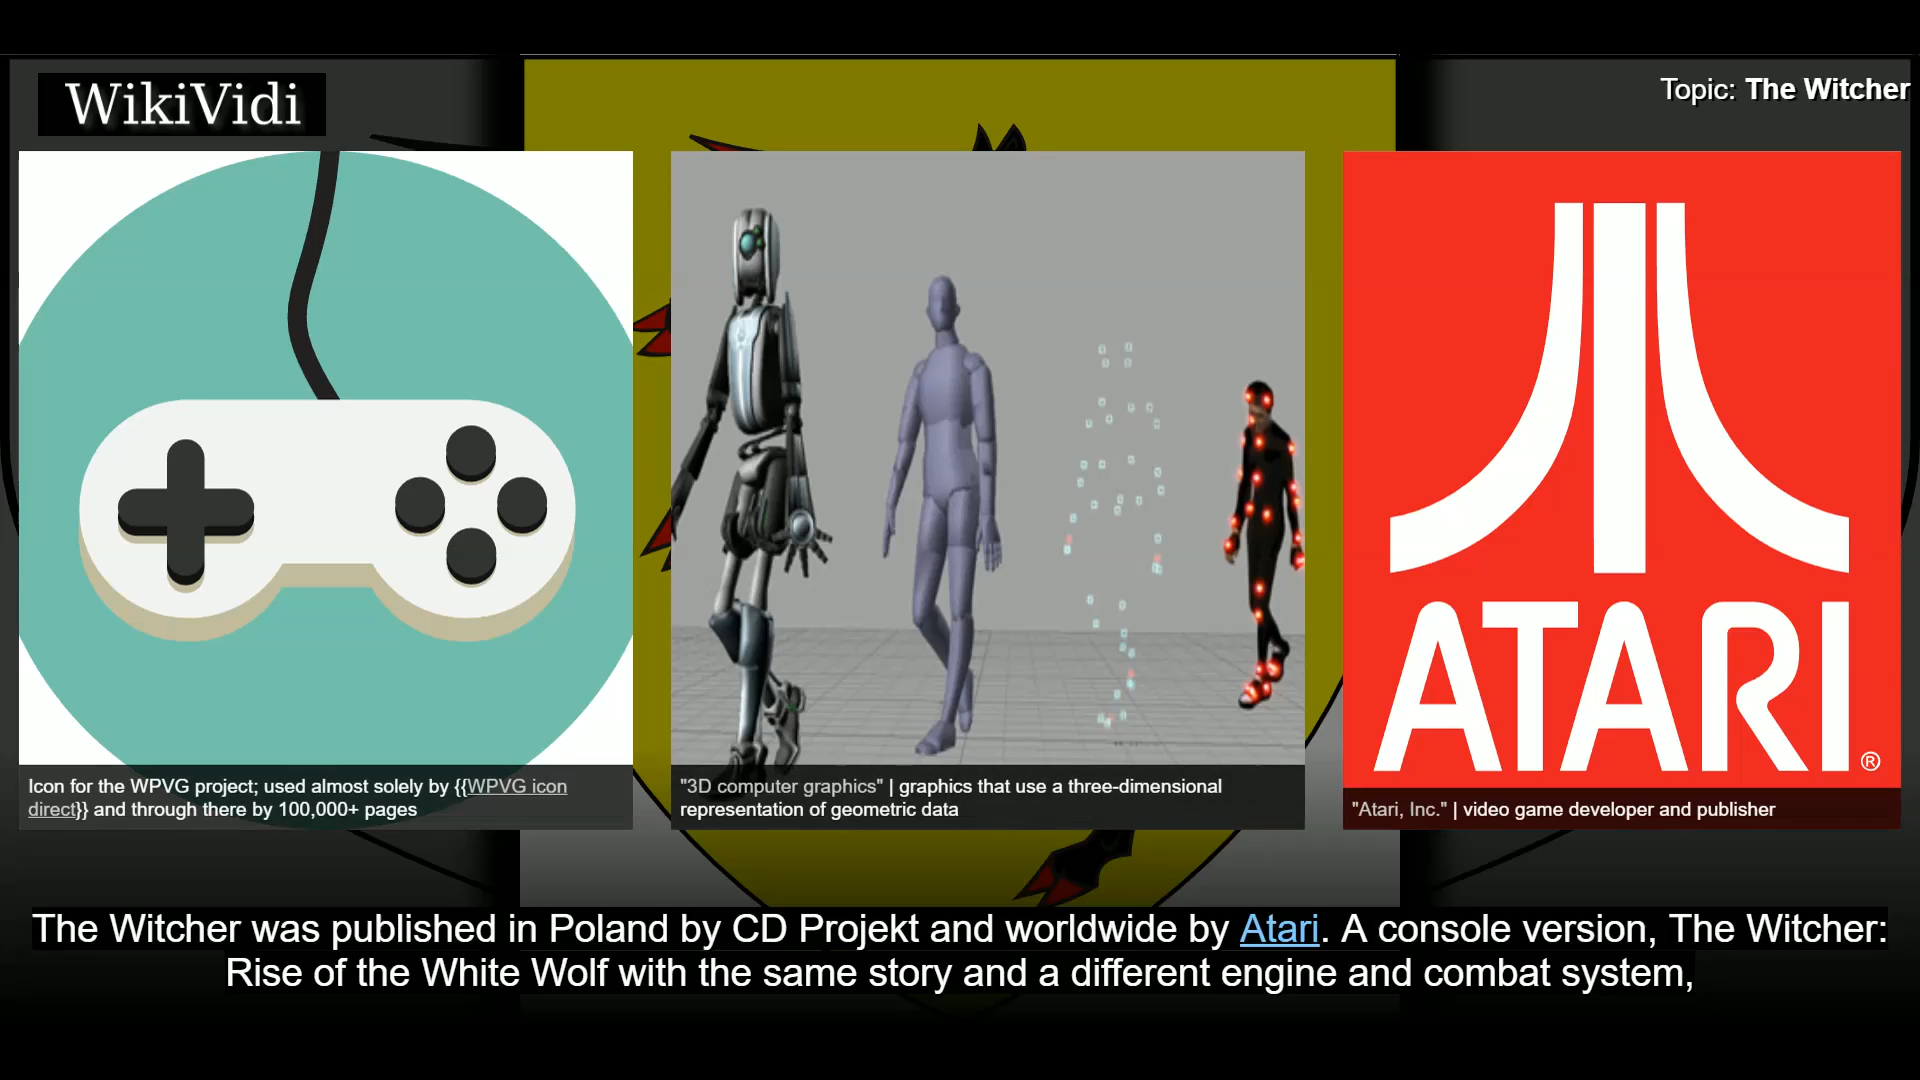 WikiVidi
Topic: The Witcher
Icon for the WPVG project; used almost solely by {{WPVG icon
direct}} and through there by 100,000+ pages
"3D computer graphics" | graphics that use a three-dimensional
representation of geometric data
ATARI®
"Atari, Inc." | video game developer and publisher
The Witcher was published in Poland by CD Projekt and worldwide by Atari. A console version, The Witcher:
Rise of the White Wolf with the same story and a different engine and combat system,